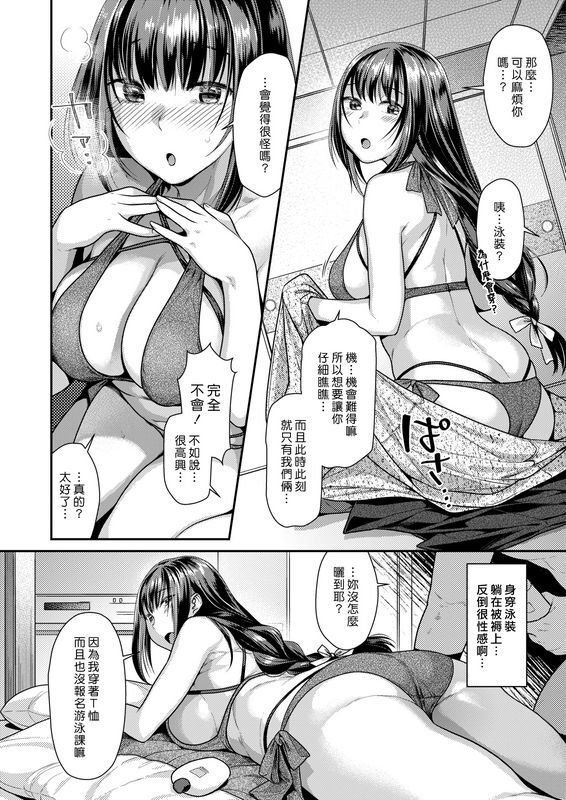 那麼…
可以麻煩你
嗎…？
咦…泳裝？
為什麼會穿？
機…機會難得嘛
所以想要讓你
仔細瞧瞧…
而且此時此刻
就只有我們倆…
ぱさ…
…會覺得很怪嗎？
ハァ…
完全
不會！
不如說…
很高興…
…真的？
太好了…
身穿泳裝
躺在被褥上…
反倒很性感啊…
…妳沒怎麼
曬到耶？
因為我穿著T恤
而且也沒報名游泳課嘛